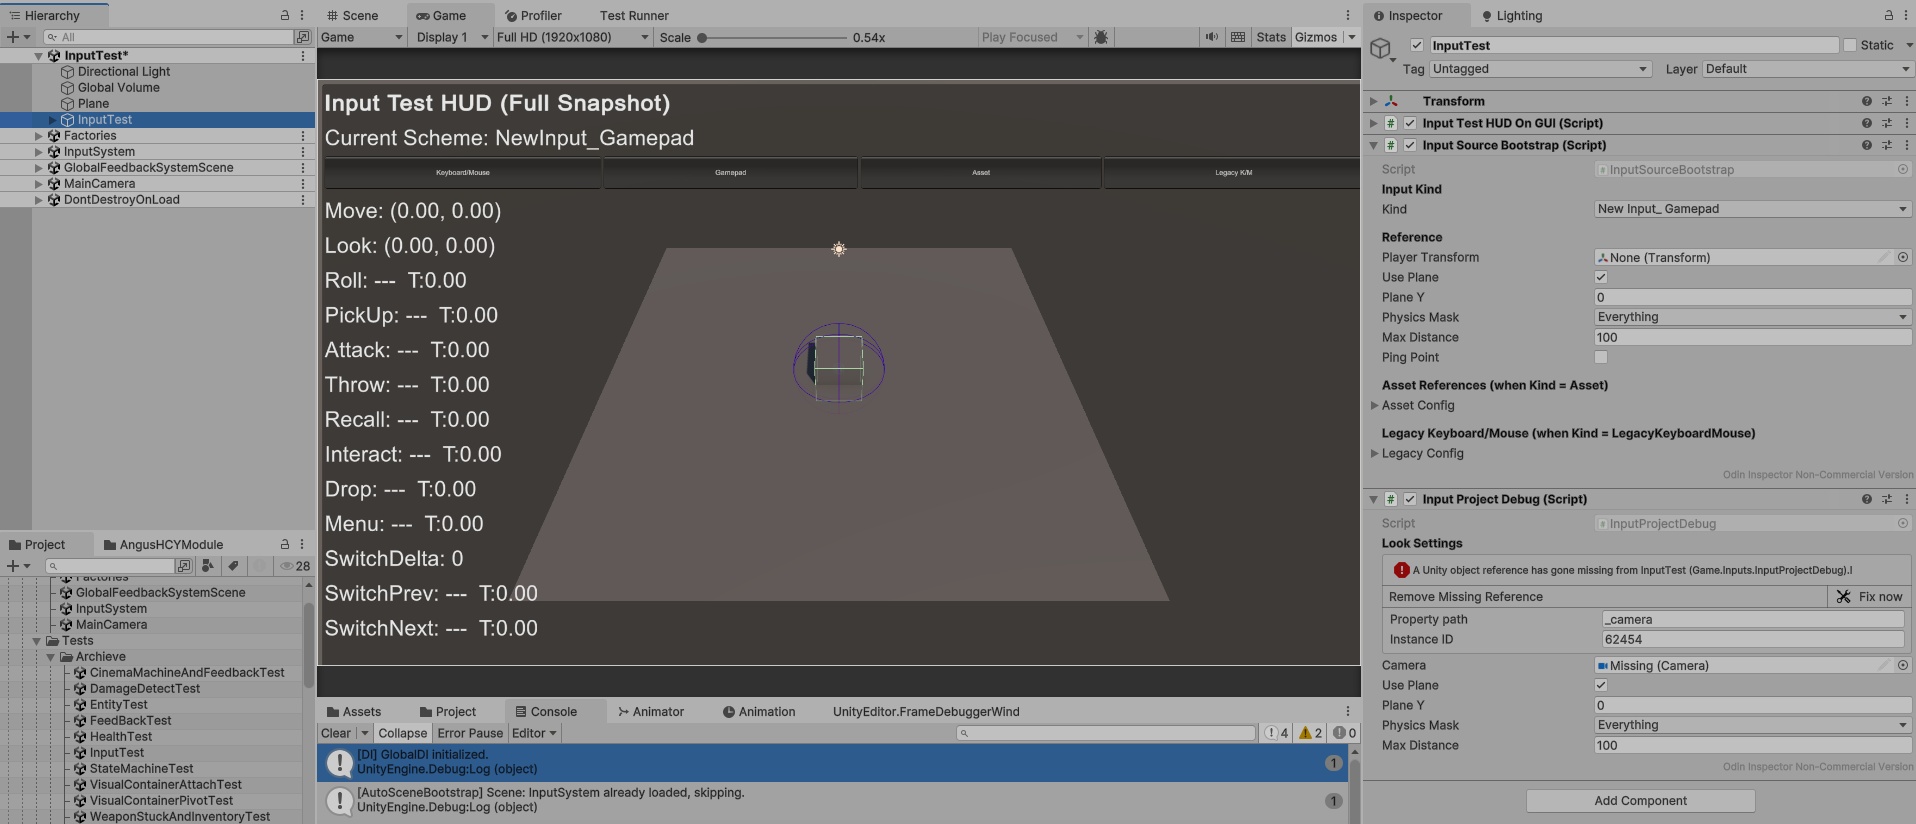 Hierarchy
All
InputTest*
Directional Light
Global Volume
Plane
InputTest
Factories
InputSystem
GlobalFeedbackSystemScene
MainCamera
DontDestroyOnLoad
Scene Game Profiler Test Runner
Game Display 1 Full HD (1920x1080) Scale 0.54x Play Focused Stats Gizmos
Input Test HUD (Full Snapshot)
Current Scheme: NewInput_Gamepad
Keyboard/Mouse Gamepad Asset Legacy K/M
Move: (0.00, 0.00)
Look: (0.00, 0.00)
Roll: --- T:0.00
PickUp: --- T:0.00
Attack: --- T:0.00
Throw: --- T:0.00
Recall: --- T:0.00
Interact: --- T:0.00
Drop: --- T:0.00
Menu: --- T:0.00
SwitchDelta: 0
SwitchPrev: --- T:0.00
SwitchNext: --- T:0.00
Project AngusHCYModule
28
Factories
GlobalFeedbackSystemScene
InputSystem
MainCamera
Tests
Archieve
CinemaMachineAndFeedbackTest
DamageDetectTest
EntityTest
FeedBackTest
HealthTest
InputTest
StateMachineTest
VisualContainerAttachTest
VisualContainerPivotTest
WeaponStuckAndInventoryTest
Assets Project Console Animator Animation UnityEditor.FrameDebuggerWind
Clear Collapse Error Pause Editor 4 2 0
[DI] GlobalDI initialized.
UnityEngine.Debug:Log (object)
1
[AutoSceneBootstrap] Scene: InputSystem already loaded, skipping.
UnityEngine.Debug:Log (object)
1
Inspector Lighting
InputTest Static
Tag Untagged Layer Default
Transform
Input Test HUD On GUI (Script)
Input Source Bootstrap (Script)
Script InputSourceBootstrap
Input Kind
Kind New Input_ Gamepad
Reference
Player Transform None (Transform)
Use Plane
Plane Y 0
Physics Mask Everything
Max Distance 100
Ping Point
Asset References (when Kind = Asset)
Asset Config
Legacy Keyboard/Mouse (when Kind = LegacyKeyboardMouse)
Legacy Config
Odin Inspector Non-Commercial Version
Input Project Debug (Script)
Script InputProjectDebug
Look Settings
A Unity object reference has gone missing from InputTest (Game.Inputs.InputProjectDebug).I
Remove Missing Reference Fix now
Property path _camera
Instance ID 62454
Camera Missing (Camera)
Use Plane
Plane Y 0
Physics Mask Everything
Max Distance 100
Odin Inspector Non-Commercial Version
Add Component